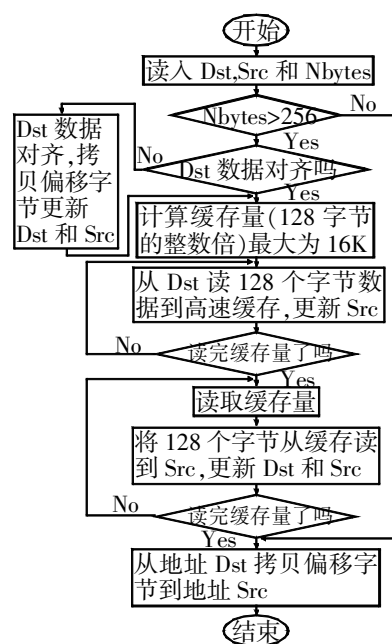 开始
读入 Dst,Src 和 Nbytes
Nbytes>256
No
Yes
Dst 数据对齐吗
No
Yes
Dst 数据
对齐,拷
贝偏移字
节更新
Dst 和 Src
计算缓存量(128 字节
的整数倍)最大为 16K
从 Dst 读 128 个字节数
据到高速缓存,更新 Src
No
读完缓存量了吗
Yes
读取缓存量
将 128 个字节从缓存读
到 Src,更新 Dst 和 Src
No
读完缓存量了吗
Yes
从地址 Dst 拷贝偏移字
节到地址 Src
结束